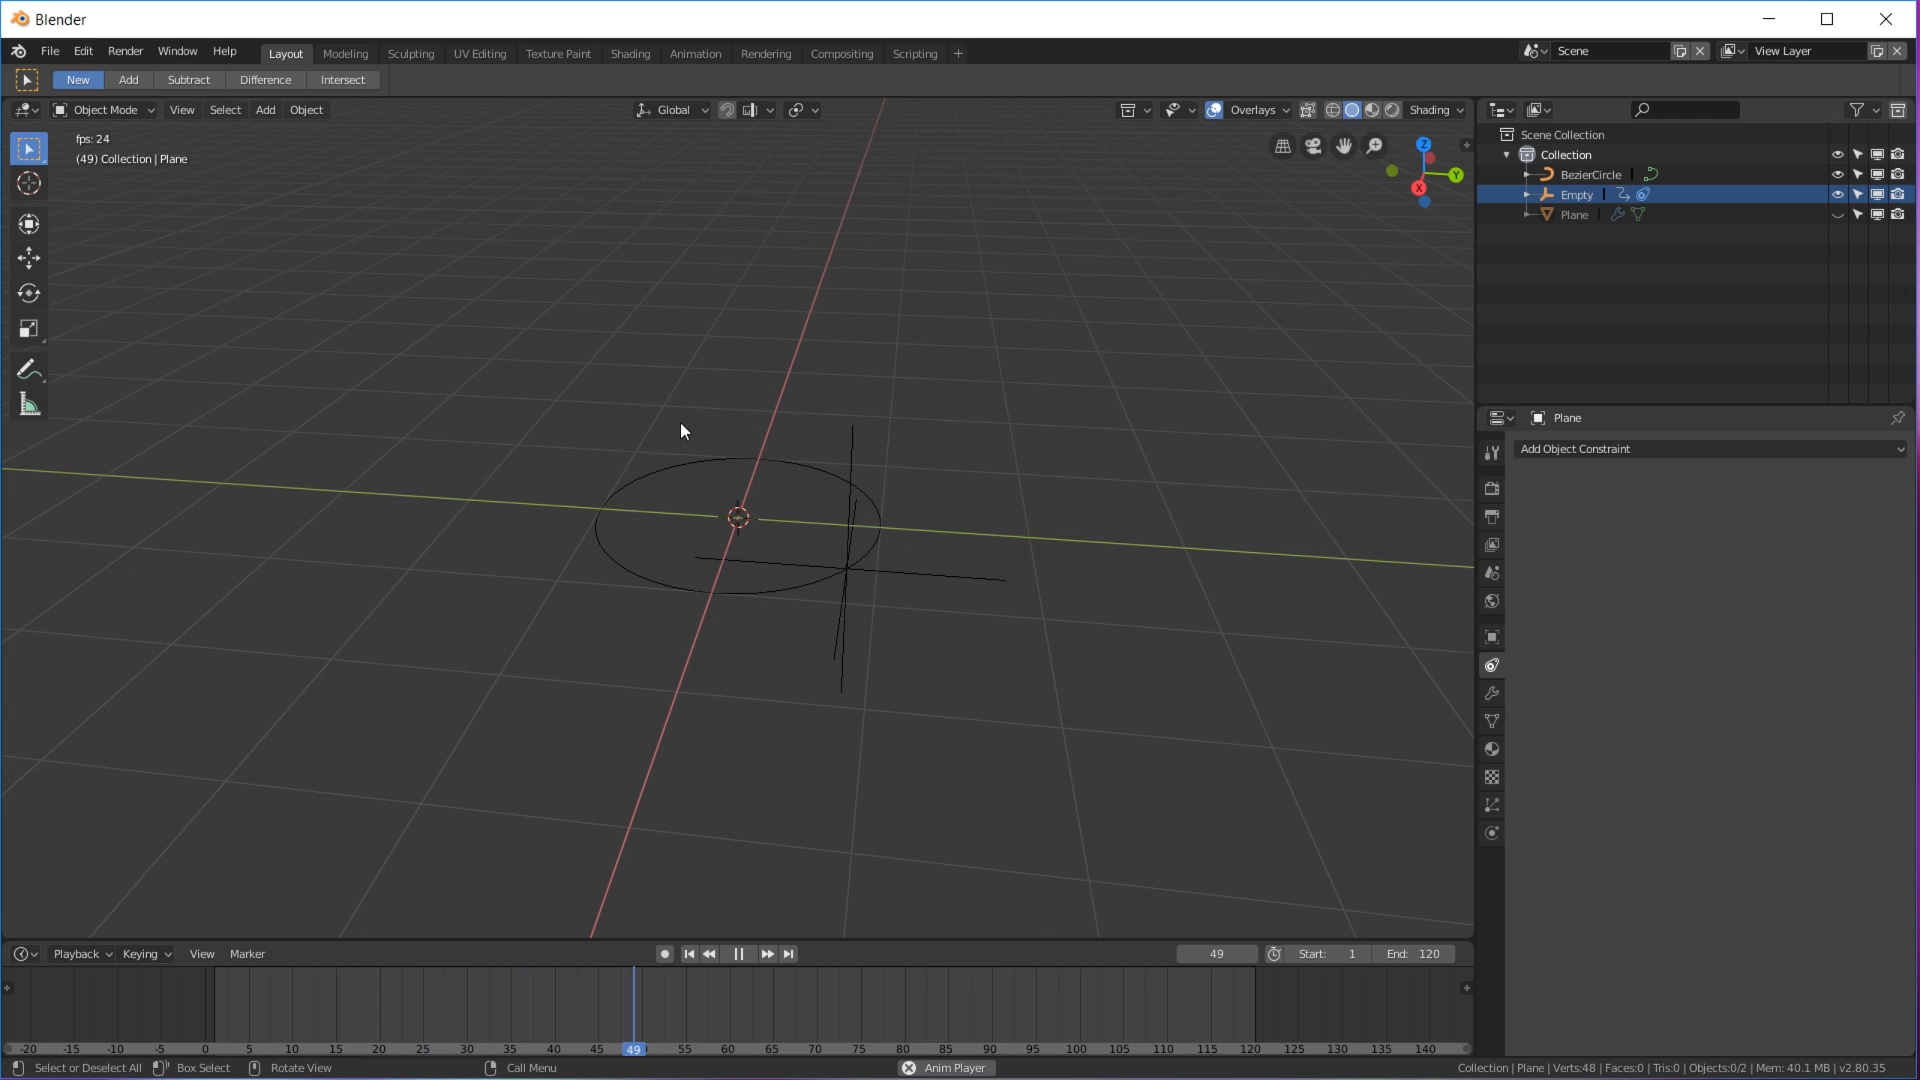 Blender
File Edit Render Window Help Layout Modeling Sculpting UV Editing Texture Paint Shading Animation Rendering Compositing Scripting + Scene View Layer
New Add Subtract Difference Intersect
Object Mode View Select Add Object Global Overlays Shading
fps: 24
(49) Collection | Plane
Z
Y
X
Scene Collection
Collection
BezierCircle
Empty
Plane
Plane
Add Object Constraint
Playback Keying View Marker 49 Start: 1 End: 120
-20 -15 -10 -5 0 5 10 15 20 25 30 35 40 45 49 55 60 65 70 75 80 85 90 95 100 105 110 115 120 125 130 135 140
Select or Deselect All Box Select Rotate View Call Menu Anim Player Collection | Plane | Verts:48 | Faces:0 | Tris:0 | Objects:0/2 | Mem: 40.1 MB | v2.80.35